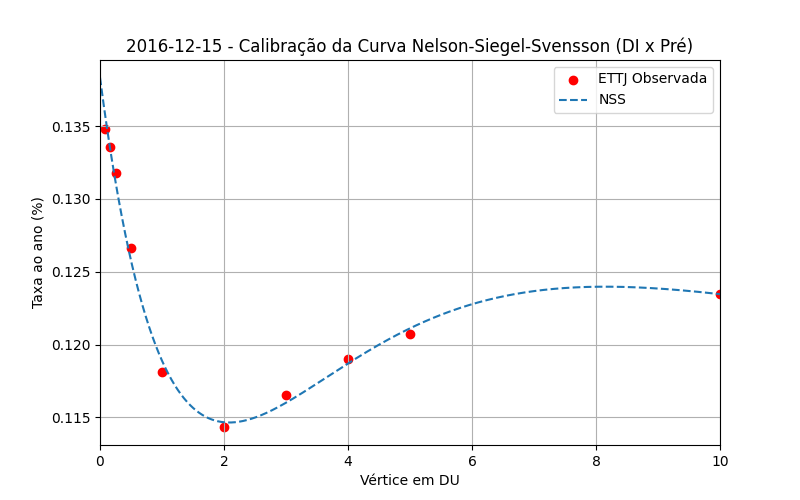 2016-12-15 - Calibração da Curva Nelson-Siegel-Svensson (DI x Pré)
ETTJ Observada
NSS
Taxa ao ano (%)
0.135
0.130
0.125
0.120
0.115
0 2 4 6 8 10
Vértice em DU